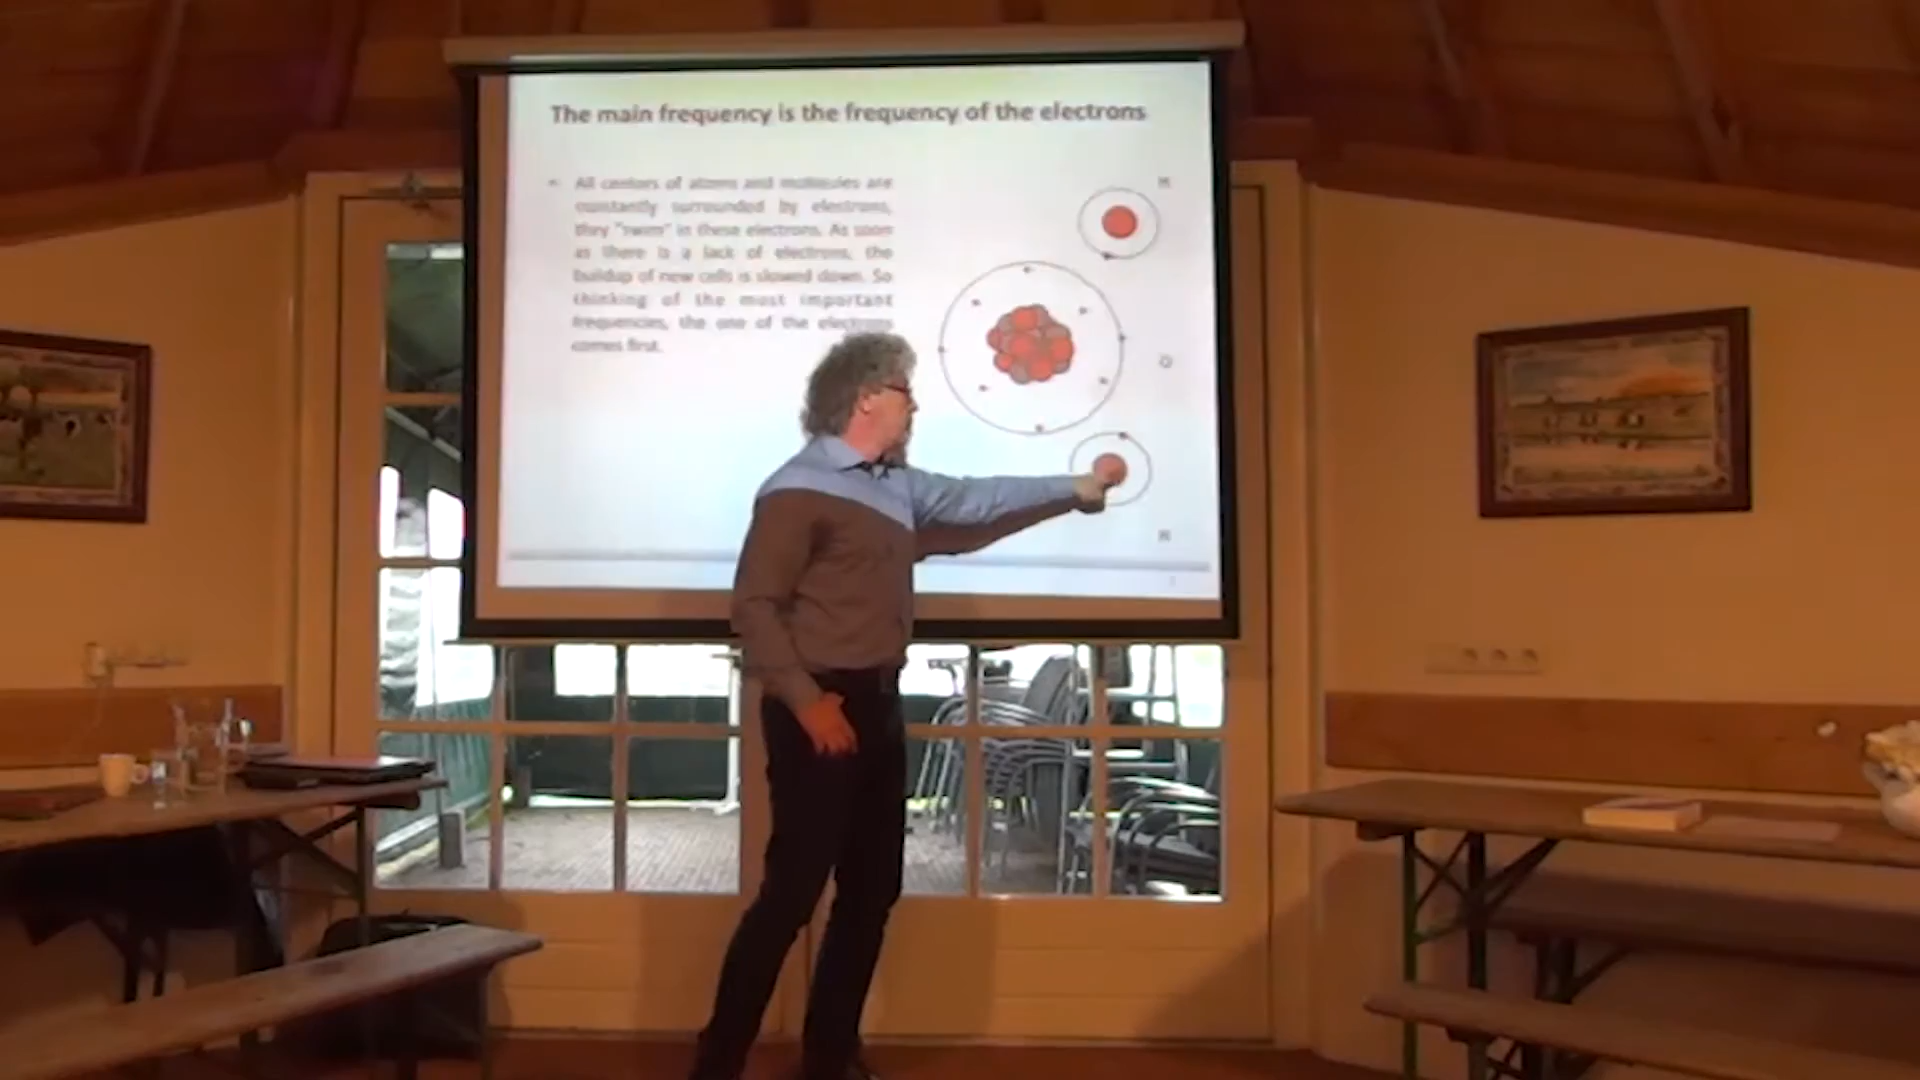 The main frequency is the frequency of the electrons
• All centers of atoms and molecules are
constantly surrounded by electrons,
they "swim" in these electrons. As soon
as there is a lack of electrons, the
buildup of new cells is slowed down. So
thinking of the most important
frequencies, the one of the electrons
comes first.
H
O
H